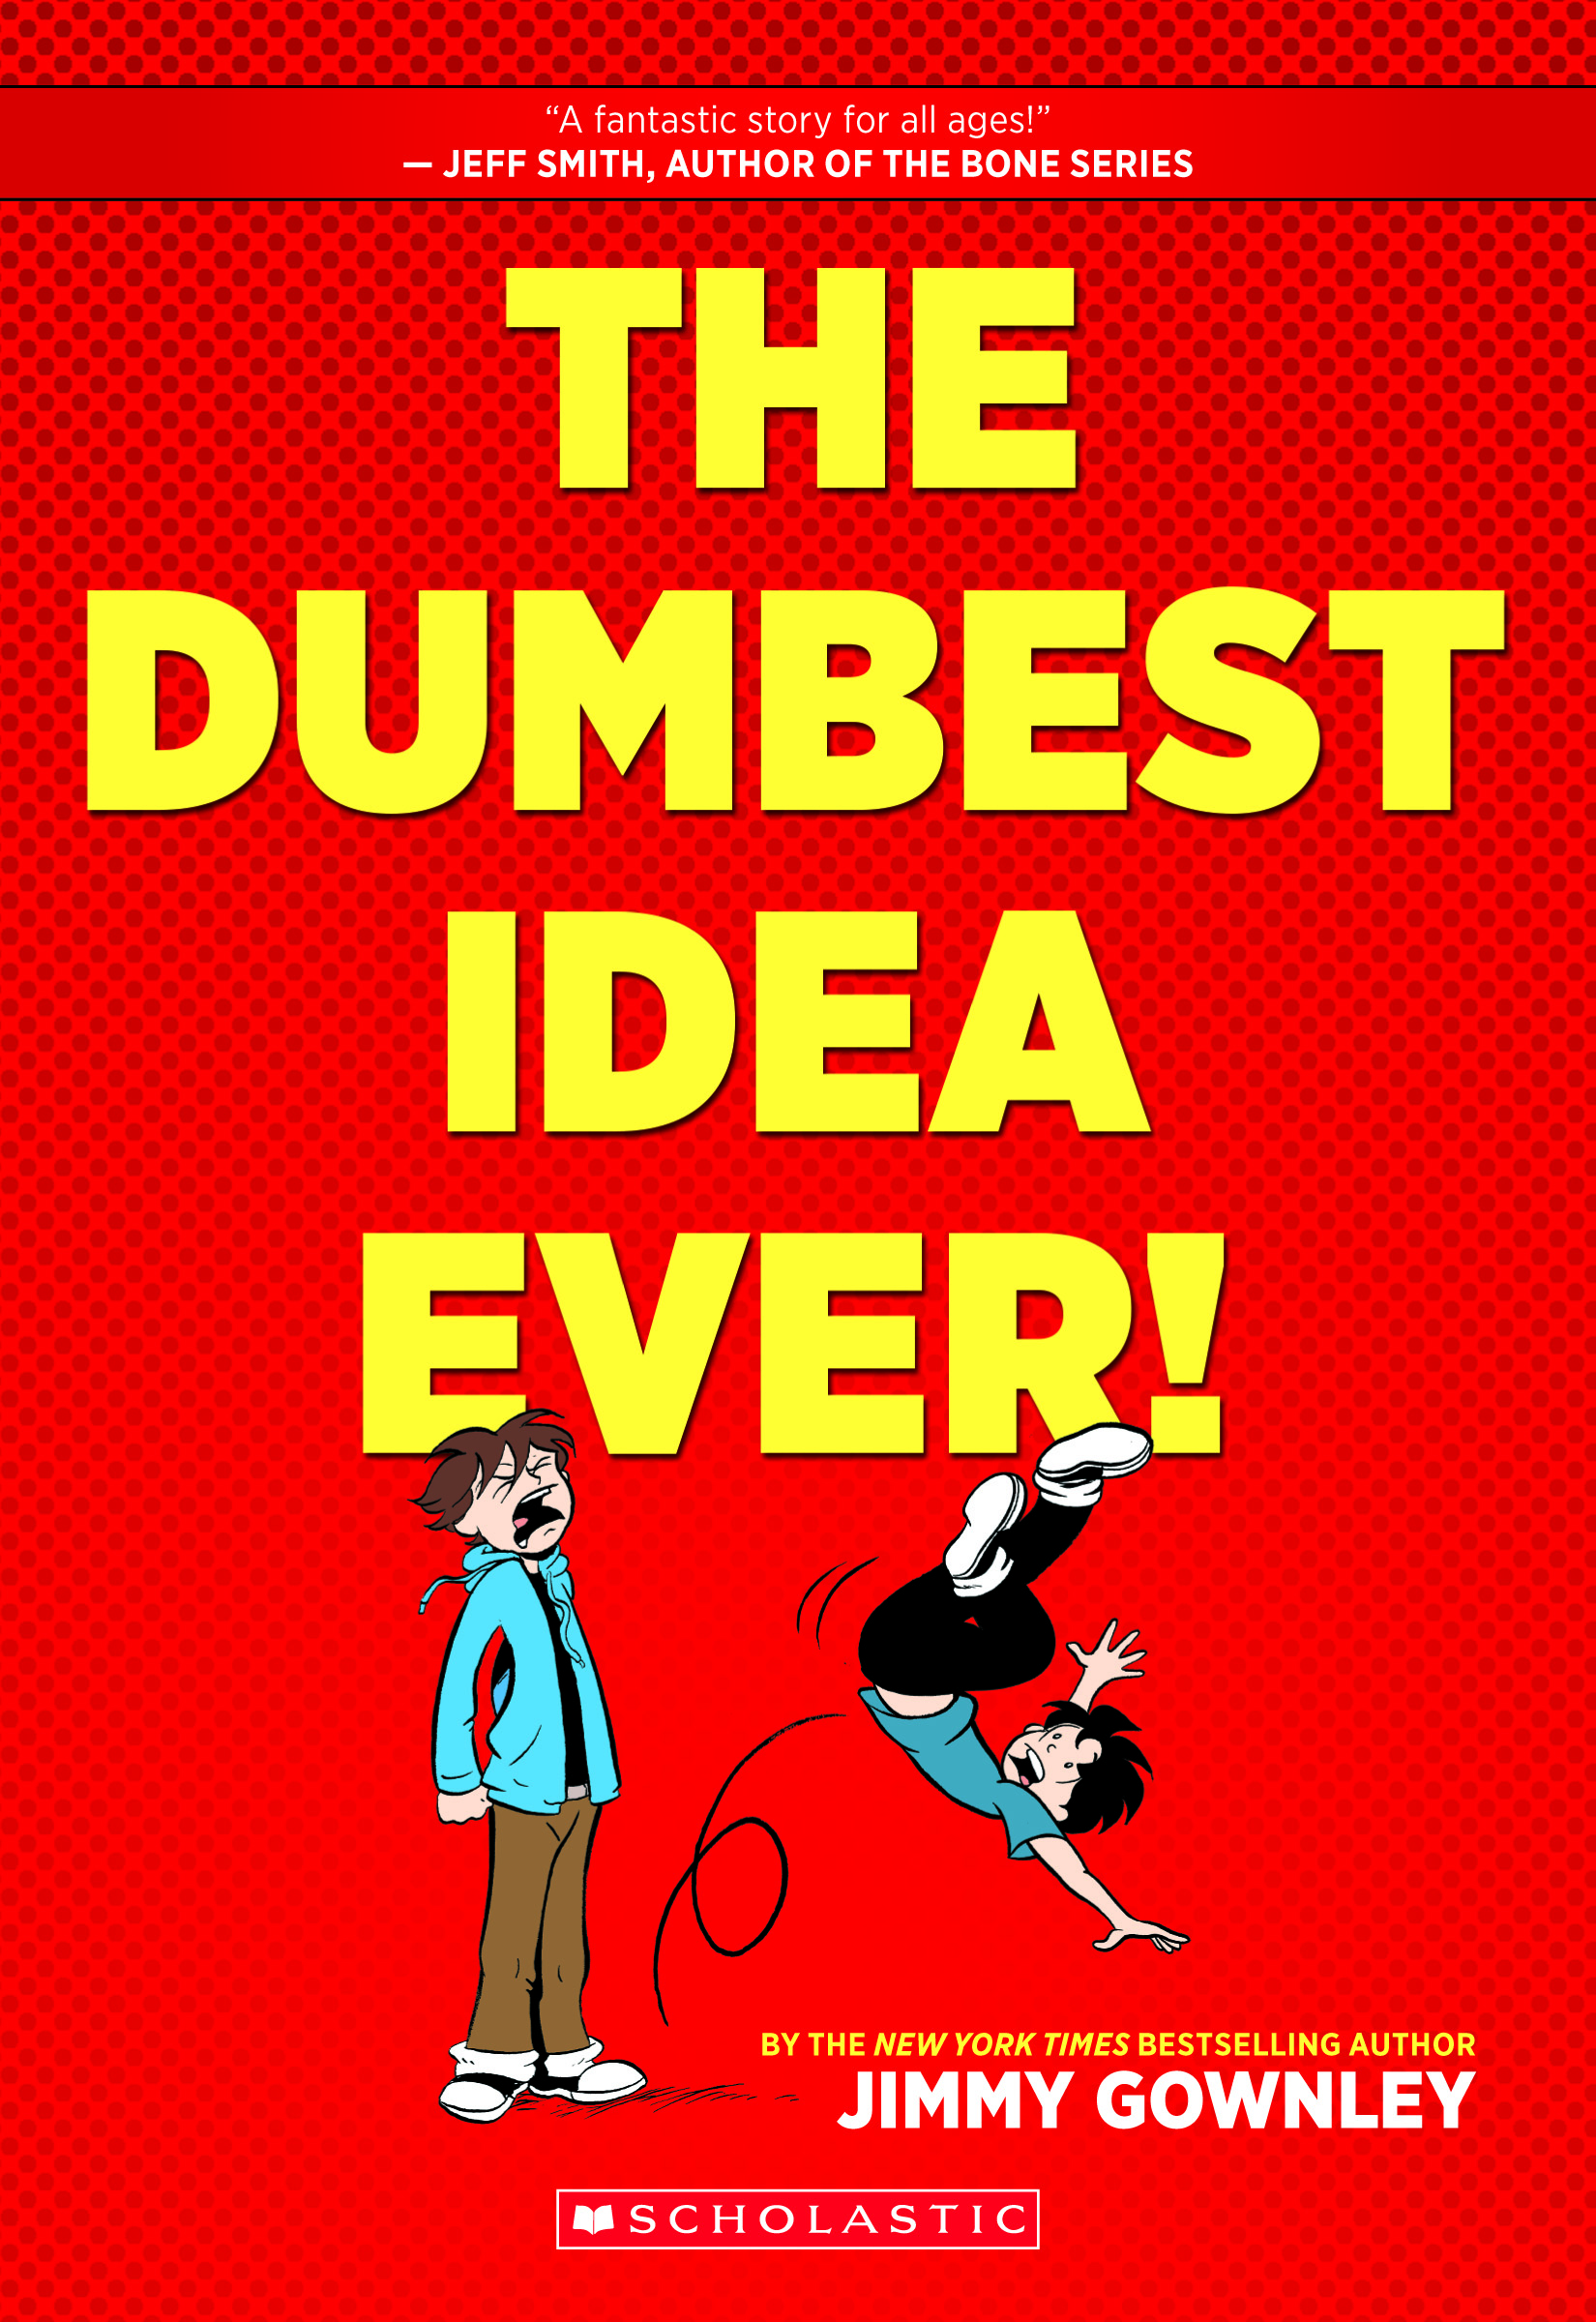 “A fantastic story for all ages!”
— JEFF SMITH, AUTHOR OF THE BONE SERIES
THE
DUMBEST
IDEA
EVER!
BY THE NEW YORK TIMES BESTSELLING AUTHOR
JIMMY GOWNLEY
SCHOLASTIC